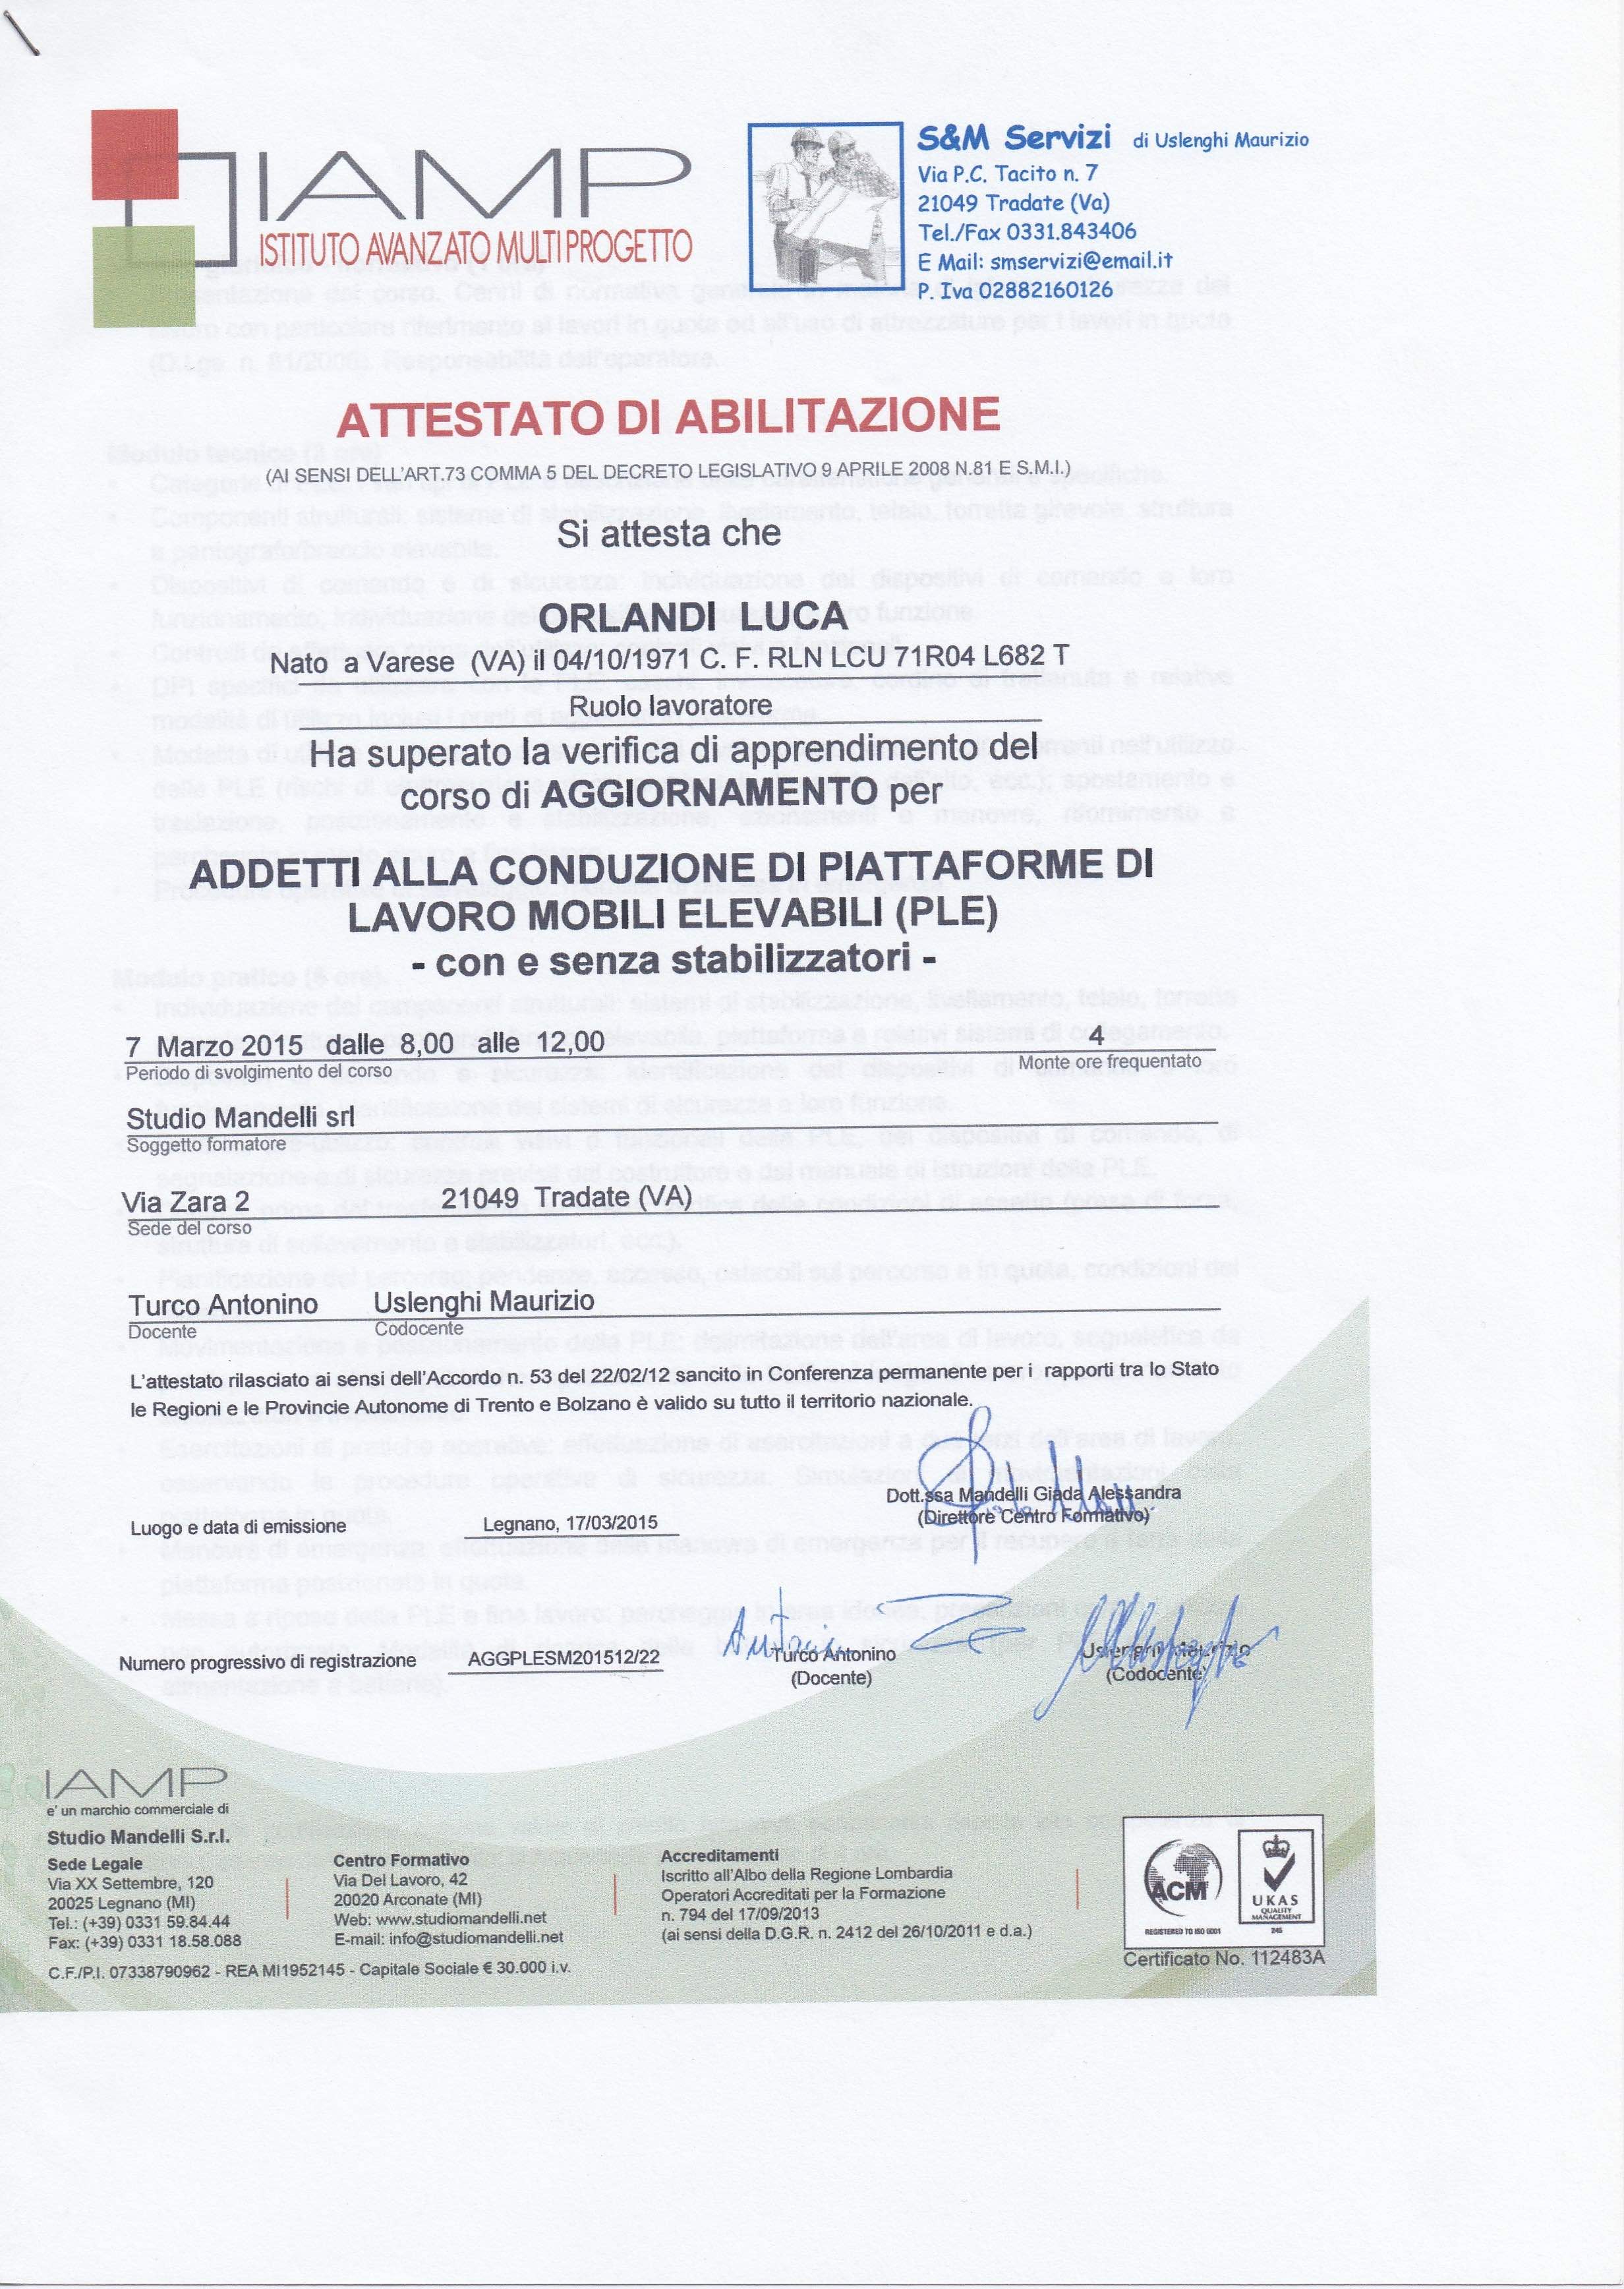 IAMP
ISTITUTO AVANZATO MULTIPROGETTO
S&M Servizi di Uslenghi Maurizio
Via P.C. Tacito n. 7
21049 Tradate (Va)
Tel./Fax 0331.843406
E Mail: smservizi@email.it
P. Iva 02882160126
ATTESTATO DI ABILITAZIONE
(AI SENSI DELL'ART.73 COMMA 5 DEL DECRETO LEGISLATIVO 9 APRILE 2008 N.81 E S.M.I.)
Si attesta che
ORLANDI LUCA
Nato a Varese (VA) il 04/10/1971 C. F. RLN LCU 71R04 L682 T
Ruolo lavoratore
Ha superato la verifica di apprendimento del
corso di AGGIORNAMENTO per
ADDETTI ALLA CONDUZIONE DI PIATTAFORME DI
LAVORO MOBILI ELEVABILI (PLE)
- con e senza stabilizzatori -
7 Marzo 2015 dalle 8,00 alle 12,00 4
Periodo di svolgimento del corso Monte ore frequentato
Studio Mandelli srl
Soggetto formatore
Via Zara 2 21049 Tradate (VA)
Sede del corso
Turco Antonino Uslenghi Maurizio
Docente Codocente
L'attestato rilasciato ai sensi dell'Accordo n. 53 del 22/02/12 sancito in Conferenza permanente per i rapporti tra lo Stato
le Regioni e le Provincie Autonome di Trento e Bolzano è valido su tutto il territorio nazionale.
Dott.ssa Mandelli Giada Alessandra
(Direttore Centro Formativo)
Luogo e data di emissione Legnano, 17/03/2015
Numero progressivo di registrazione AGGPLESM201512/22
Turco Antonino
(Docente)
Uslenghi Maurizio
(Codocente)
IAMP
e' un marchio commerciale di
Studio Mandelli S.r.l.
Sede Legale
Via XX Settembre, 120
20025 Legnano (MI)
Tel.: (+39) 0331 59.84.44
Fax: (+39) 0331 18.58.088
C.F./P.I. 07338790962 - REA MI1952145 - Capitale Sociale € 30.000 i.v.
Centro Formativo
Via Del Lavoro, 42
20020 Arconate (MI)
Web: www.studiomandelli.net
E-mail: info@studiomandelli.net
Accreditamenti
Iscritto all'Albo della Regione Lombardia
Operatori Accreditati per la Formazione
n. 794 del 17/09/2013
(ai sensi della D.G.R. n. 2412 del 26/10/2011 e d.a.)
ACM
REGISTERED TO ISO 9001
UKAS
QUALITY
MANAGEMENT
245
Certificato No. 112483A